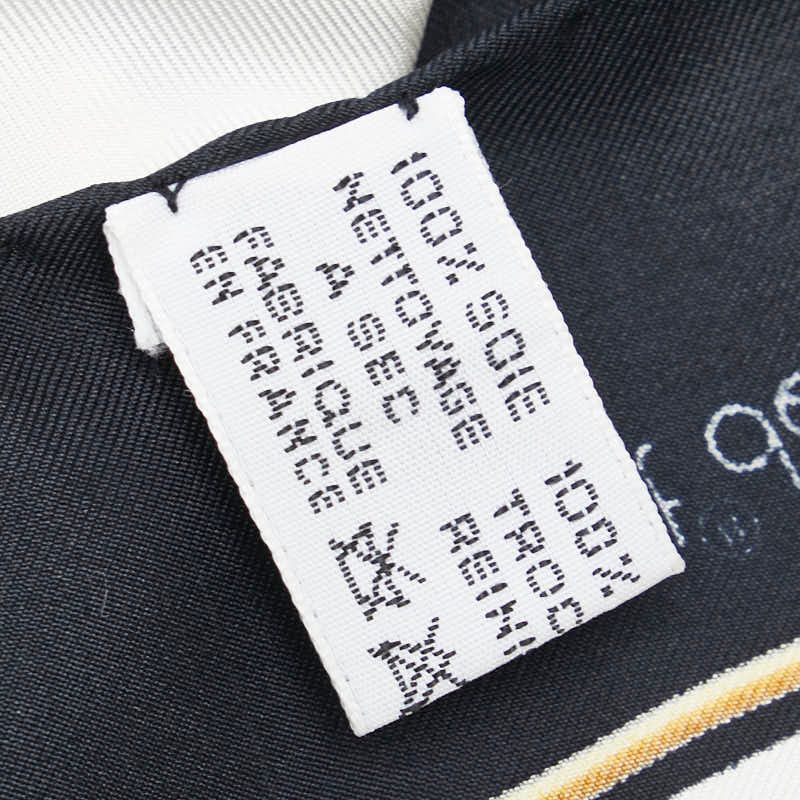 100% SOIE
NETTOYAGE
A SEC
FABRIQUE
EN FRANCE
100%